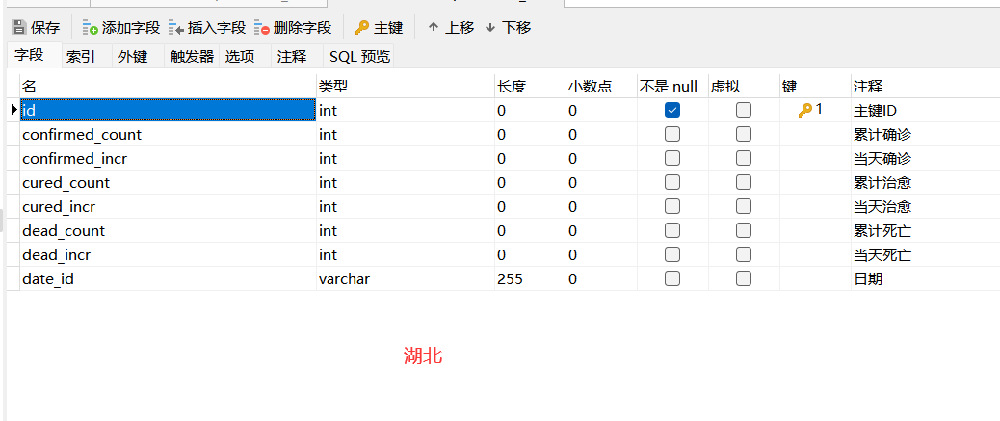 保存 添加字段 插入字段 删除字段 主键 上移 下移
字段 索引 外键 触发器 选项 注释 SQL 预览
名 类型 长度 小数点 不是 null 虚拟 键 注释
id int 0 0 1 主键ID
confirmed_count int 0 0 累计确诊
confirmed_incr int 0 0 当天确诊
cured_count int 0 0 累计治愈
cured_incr int 0 0 当天治愈
dead_count int 0 0 累计死亡
dead_incr int 0 0 当天死亡
date_id varchar 255 0 日期
湖北